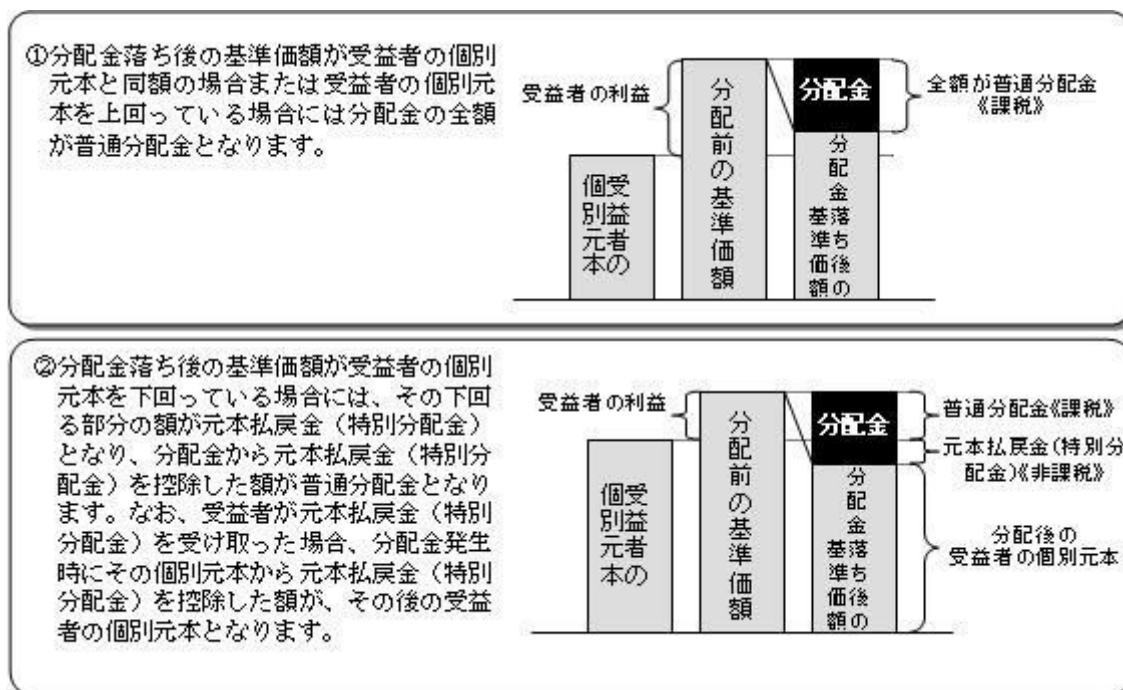 ①分配金落ち後の基準価額が受益者の個別
元本と同額の場合または受益者の個別元
本を上回っている場合には分配金の全額
が普通分配金となります。
受益者の利益
受益者の
個別元本
分配前の基準価額
分配金
分配金落ち後の
基準価額
全額が普通分配金
《課税》
②分配金落ち後の基準価額が受益者の個別
元本を下回っている場合には、その下回
る部分の額が元本払戻金（特別分配金）
となり、分配金から元本払戻金（特別分
配金）を控除した額が普通分配金となり
ます。なお、受益者が元本払戻金（特別
分配金）を受け取った場合、分配金発生
時にその個別元本から元本払戻金（特別
分配金）を控除した額が、その後の受益
者の個別元本となります。
受益者の利益
受益者の
個別元本
分配前の基準価額
分配金
分配金落ち後の
基準価額
普通分配金《課税》
元本払戻金(特別分
配金)《非課税》
分配後の
受益者の個別元本